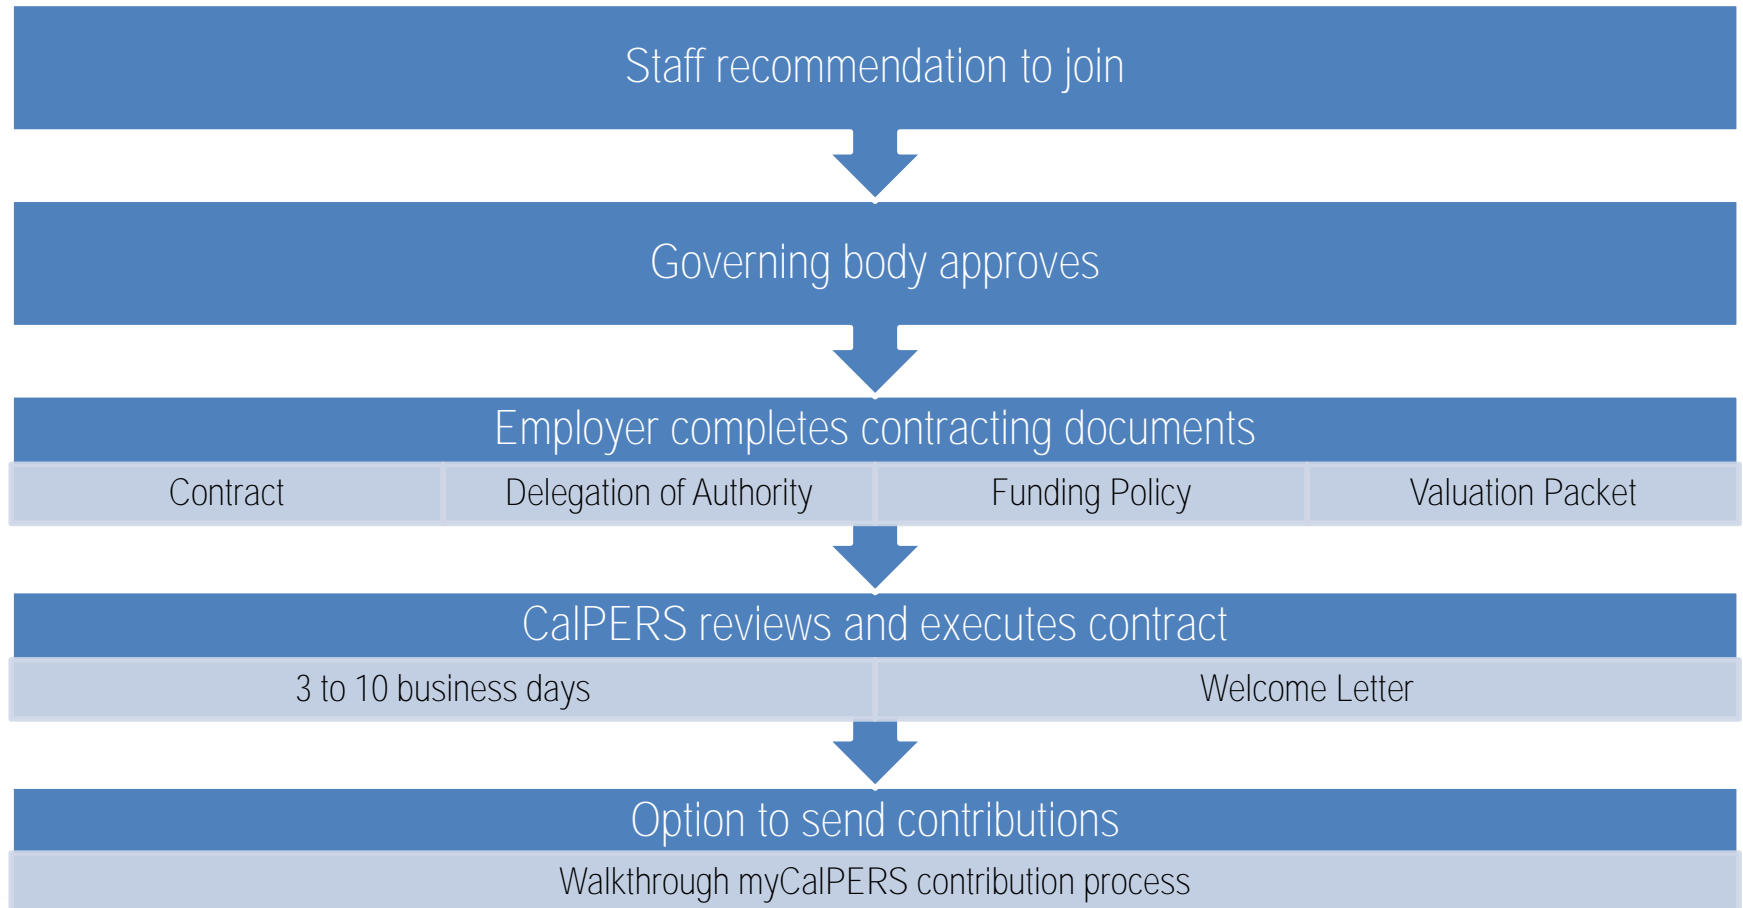 Staff recommendation to join
Governing body approves
Employer completes contracting documents
Contract
Delegation of Authority
Funding Policy
Valuation Packet
CalPERS reviews and executes contract
3 to 10 business days
Welcome Letter
Option to send contributions
Walkthrough myCalPERS contribution process